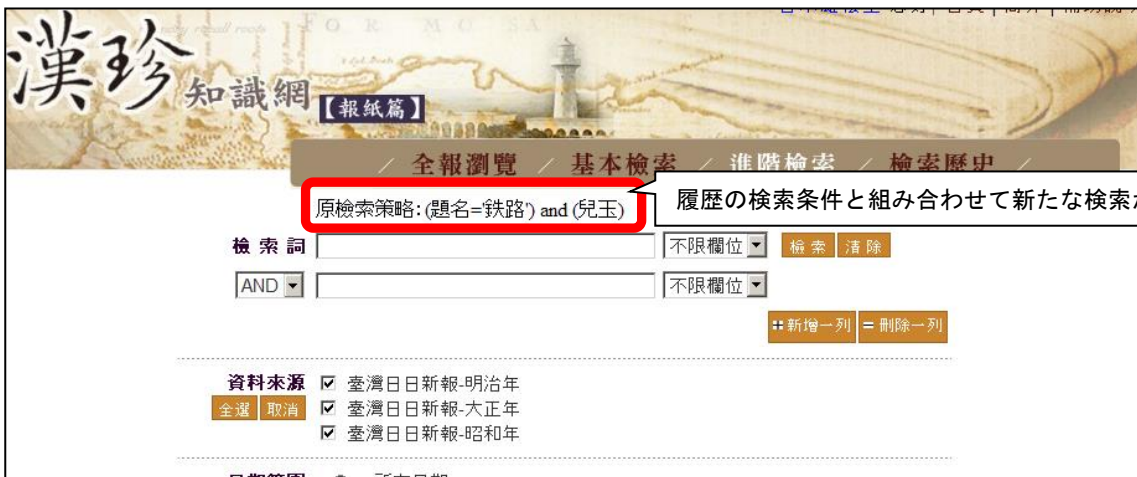 FORMOSA
漢珍知識網【報紙篇】
/ 全報瀏覽 / 基本檢索 / 進階檢索 / 檢索歷史 /
原檢索策略: (題名='鉄路') and (兒玉)
履歴の検索条件と組み合わせて新たな検索
檢 索 詞 不限欄位 檢 索 清 除
AND 不限欄位
新增一列 刪除一列
資料來源 臺灣日日新報-明治年
全選 取消 臺灣日日新報-大正年
臺灣日日新報-昭和年